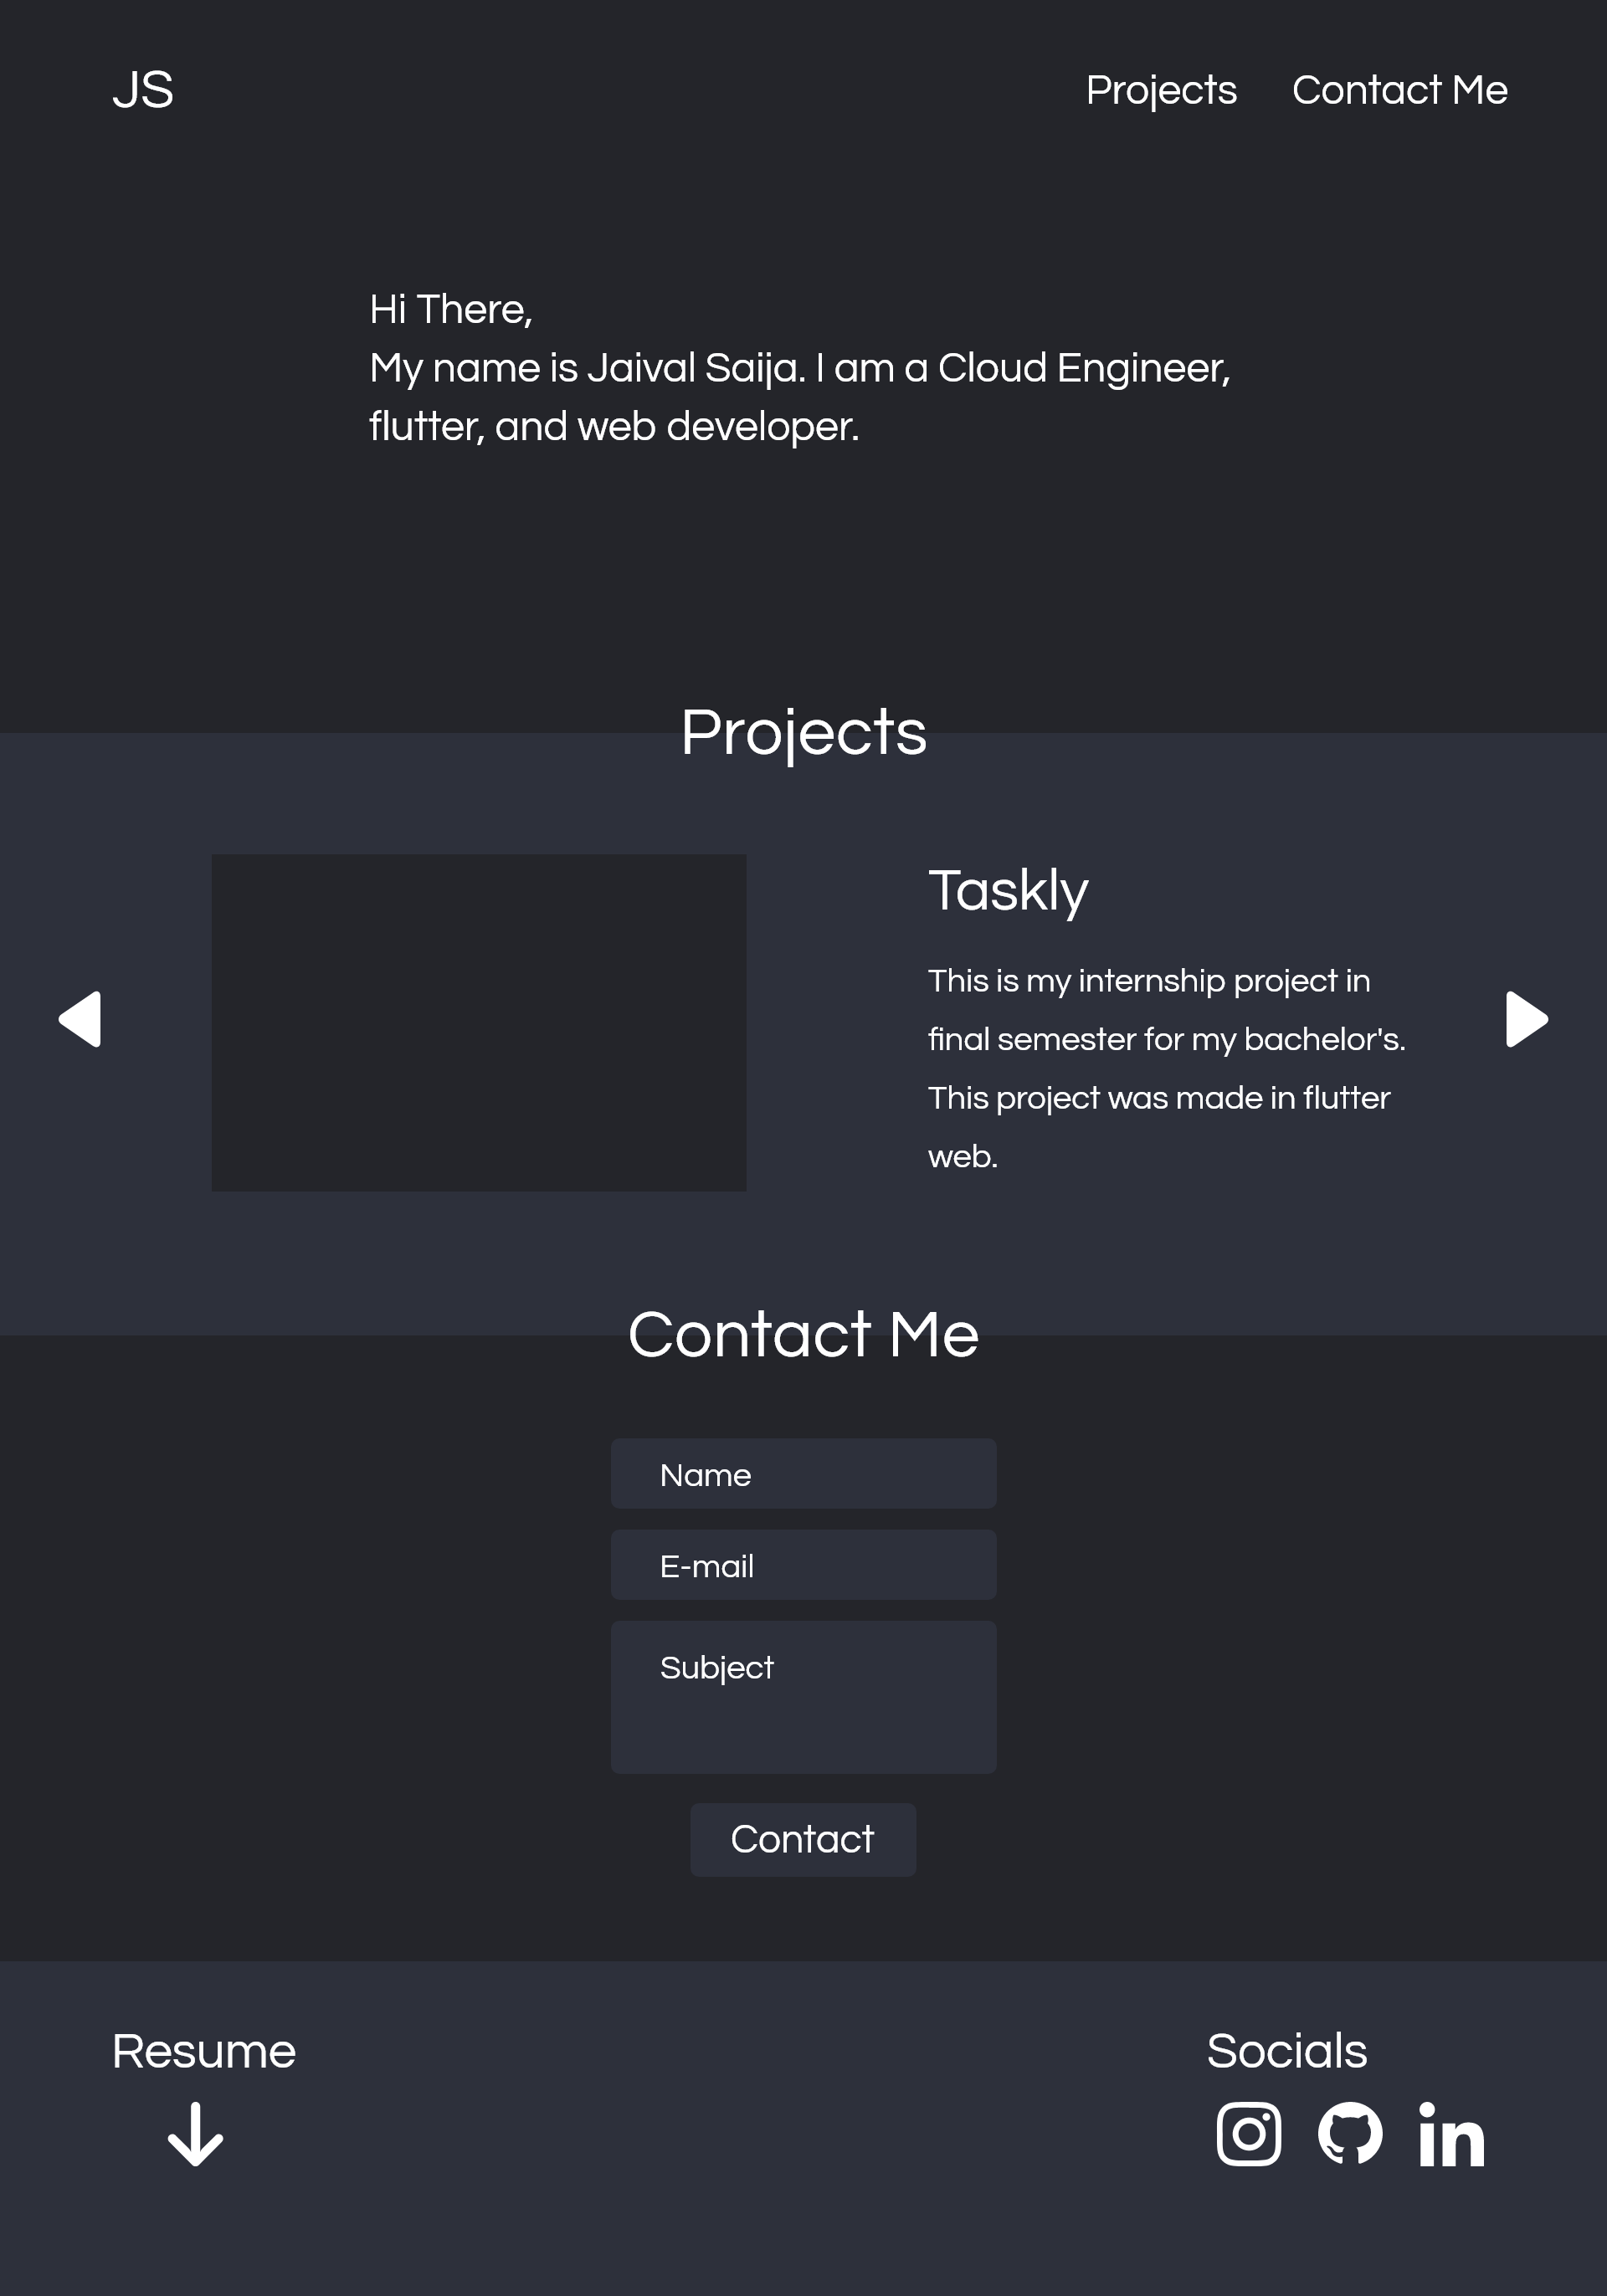 JS
Projects
Contact Me
Hi There,
My name is Jaival Saija. I am a Cloud Engineer,
flutter, and web developer.
Projects
Taskly
This is my internship project in
final semester for my bachelor's.
This project was made in flutter
web.
Contact Me
Name
E-mail
Subject
Contact
Resume
Socials